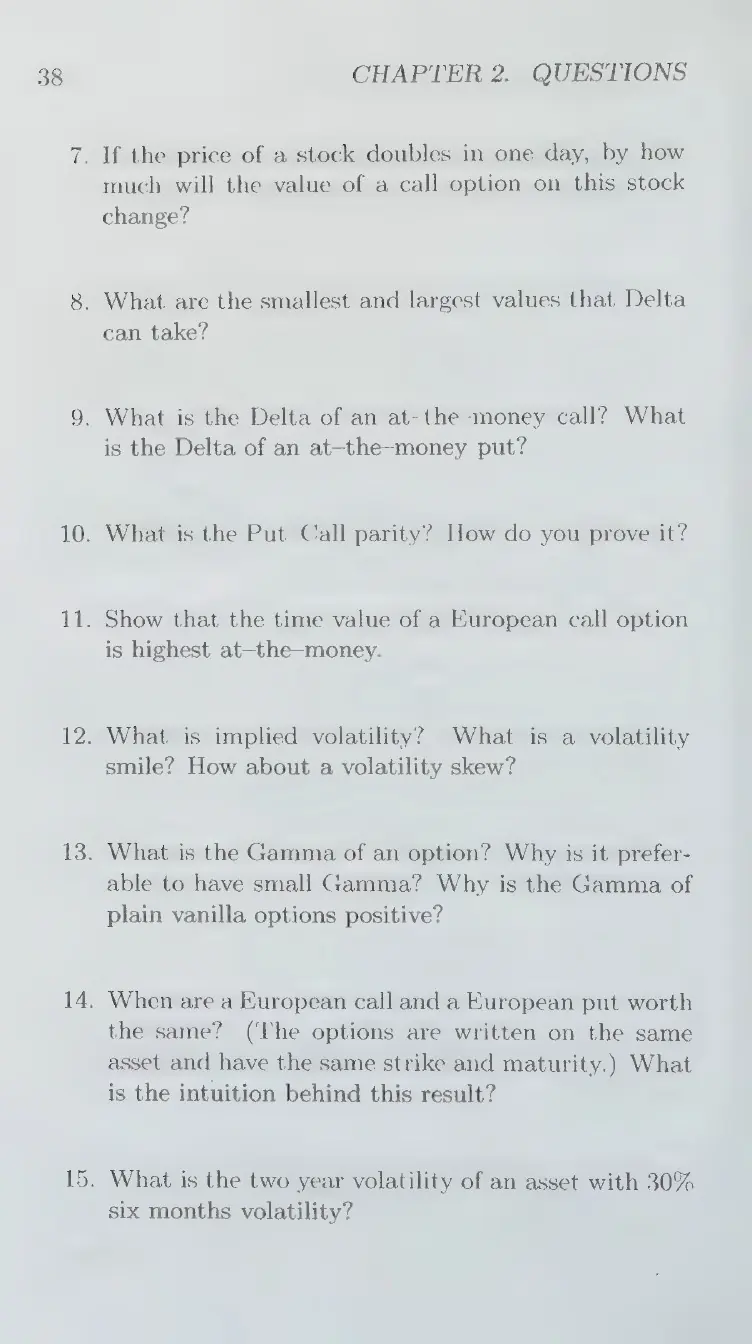 38 CHAPTER 2. QUESTIONS
7. If the price of a stock doubles in one day, by how
much will the value of a call option on this stock
change?
8. What are the smallest and largest values that Delta
can take?
9. What is the Delta of an at-the-money call? What
is the Delta of an at–the–money put?
10. What is the Put Call parity? How do you prove it?
11. Show that the time value of a European call option
is highest at–the–money.
12. What is implied volatility? What is a volatility
smile? How about a volatility skew?
13. What is the Gamma of an option? Why is it prefer-
able to have small Gamma? Why is the Gamma of
plain vanilla options positive?
14. When are a European call and a European put worth
the same? (The options are written on the same
asset and have the same strike and maturity.) What
is the intuition behind this result?
15. What is the two year volatility of an asset with 30%
six months volatility?